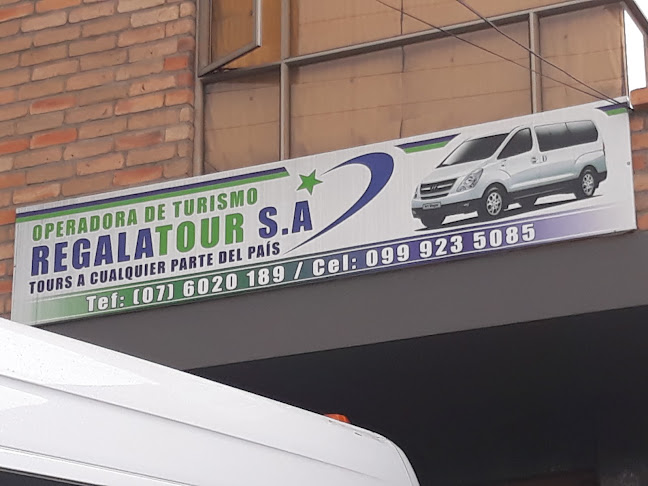 OPERADORA DE TURISMO
REGALATOUR S.A
TOURS A CUALQUIER PARTE DEL PAÍS
Tef: (07) 6020 189 / Cel: 099 923 5085